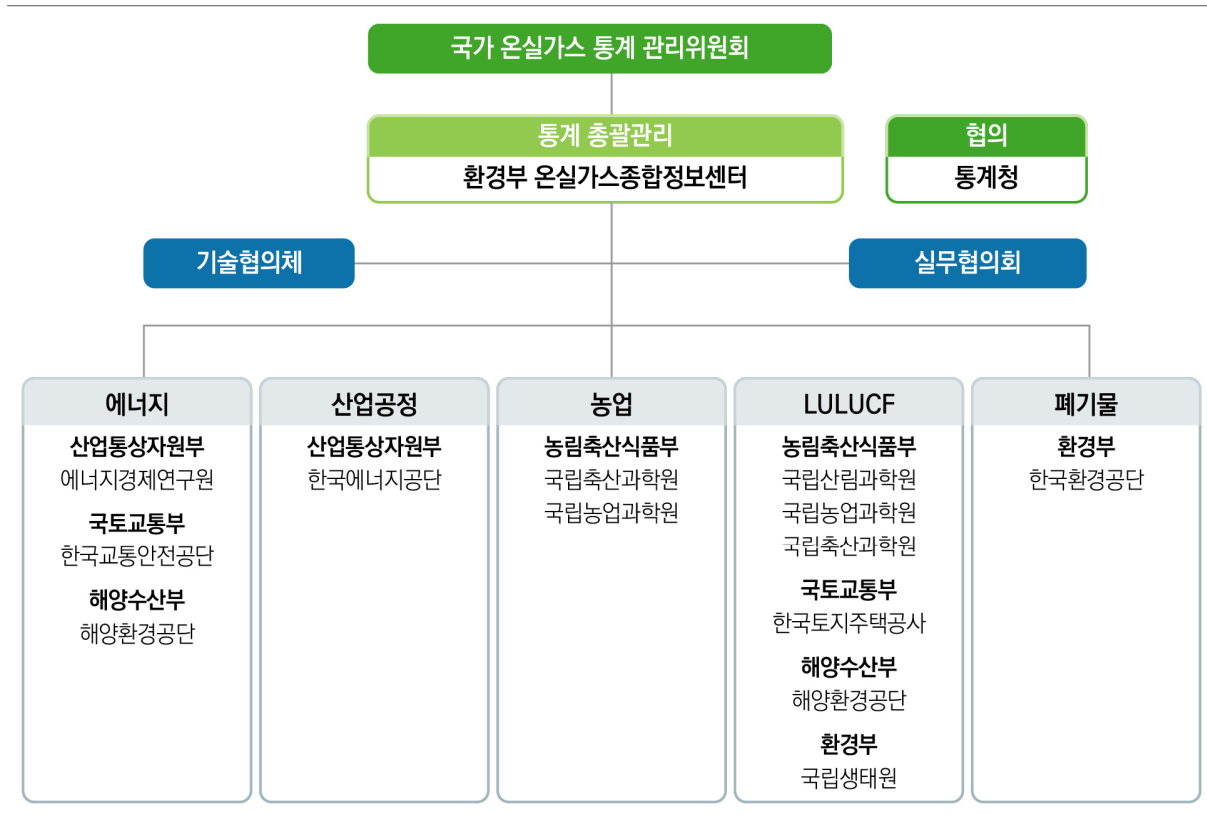 국가 온실가스 통계 관리위원회
통계 총괄관리
환경부 온실가스종합정보센터
협의
통계청
기술협의체
실무협의회
에너지
산업통상자원부
에너지경제연구원
국토교통부
한국교통안전공단
해양수산부
해양환경공단
산업공정
산업통상자원부
한국에너지공단
농업
농림축산식품부
국립축산과학원
국립농업과학원
LULUCF
농림축산식품부
국립산림과학원
국립농업과학원
국립축산과학원
국토교통부
한국토지주택공사
해양수산부
해양환경공단
환경부
국립생태원
폐기물
환경부
한국환경공단